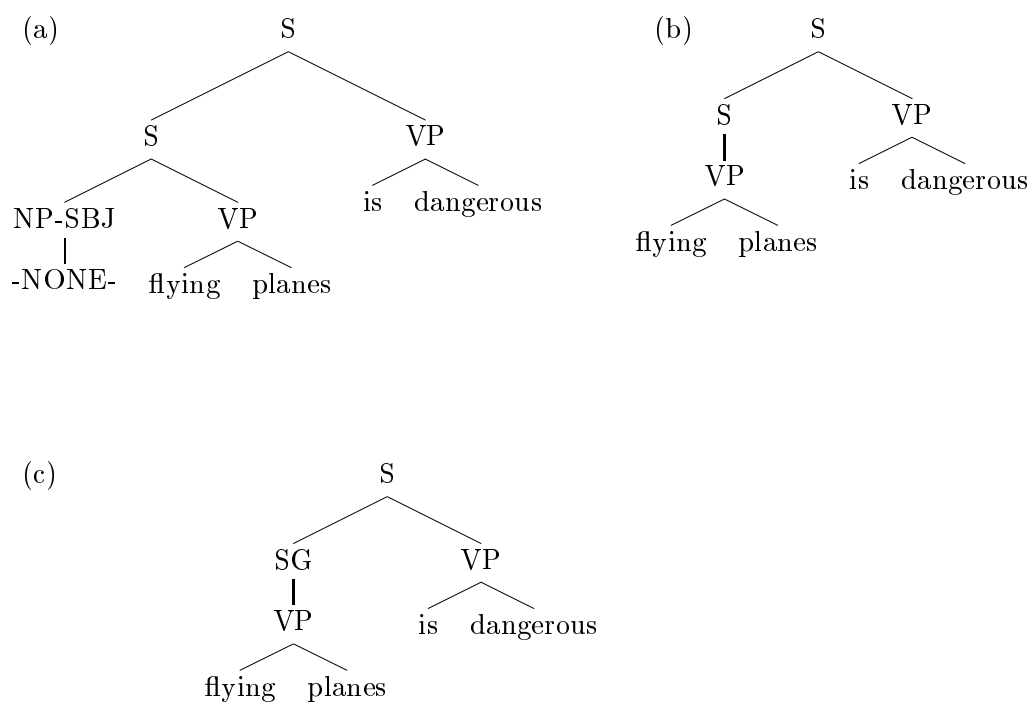 (a) S
S VP
is dangerous
NP-SBJ VP
-NONE- flying planes
(b) S
S VP
VP is dangerous
flying planes
(c) S
SG VP
VP is dangerous
flying planes